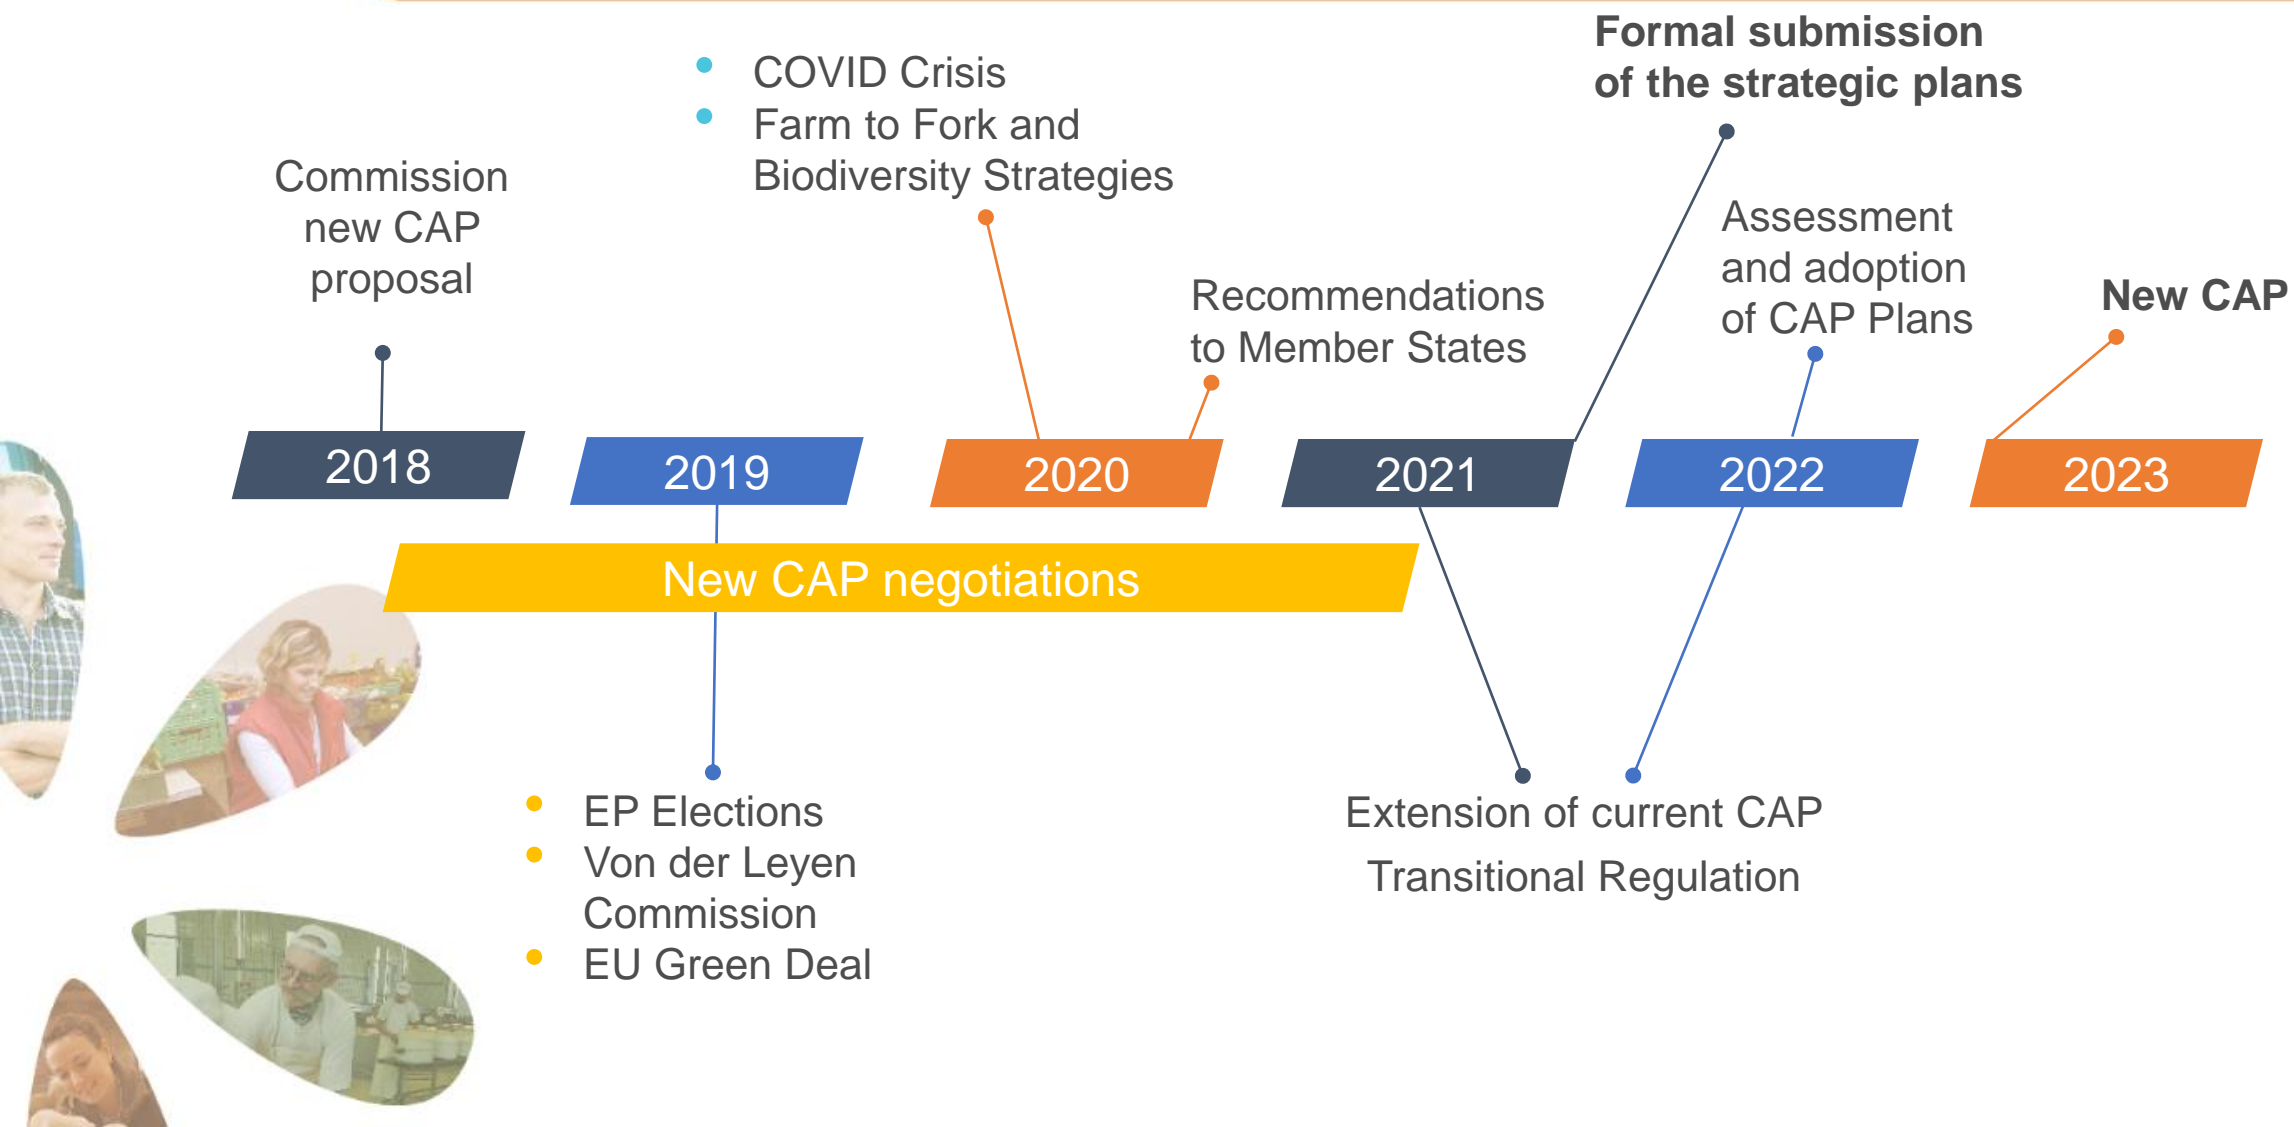 Formal submission
of the strategic plans
COVID Crisis
Farm to Fork and
Biodiversity Strategies
Commission
new CAP
proposal
Assessment
and adoption
of CAP Plans
Recommendations
to Member States
New CAP
2018
2019
2020
2021
2022
2023
New CAP negotiations
EP Elections
Von der Leyen
Commission
EU Green Deal
Extension of current CAP
Transitional Regulation